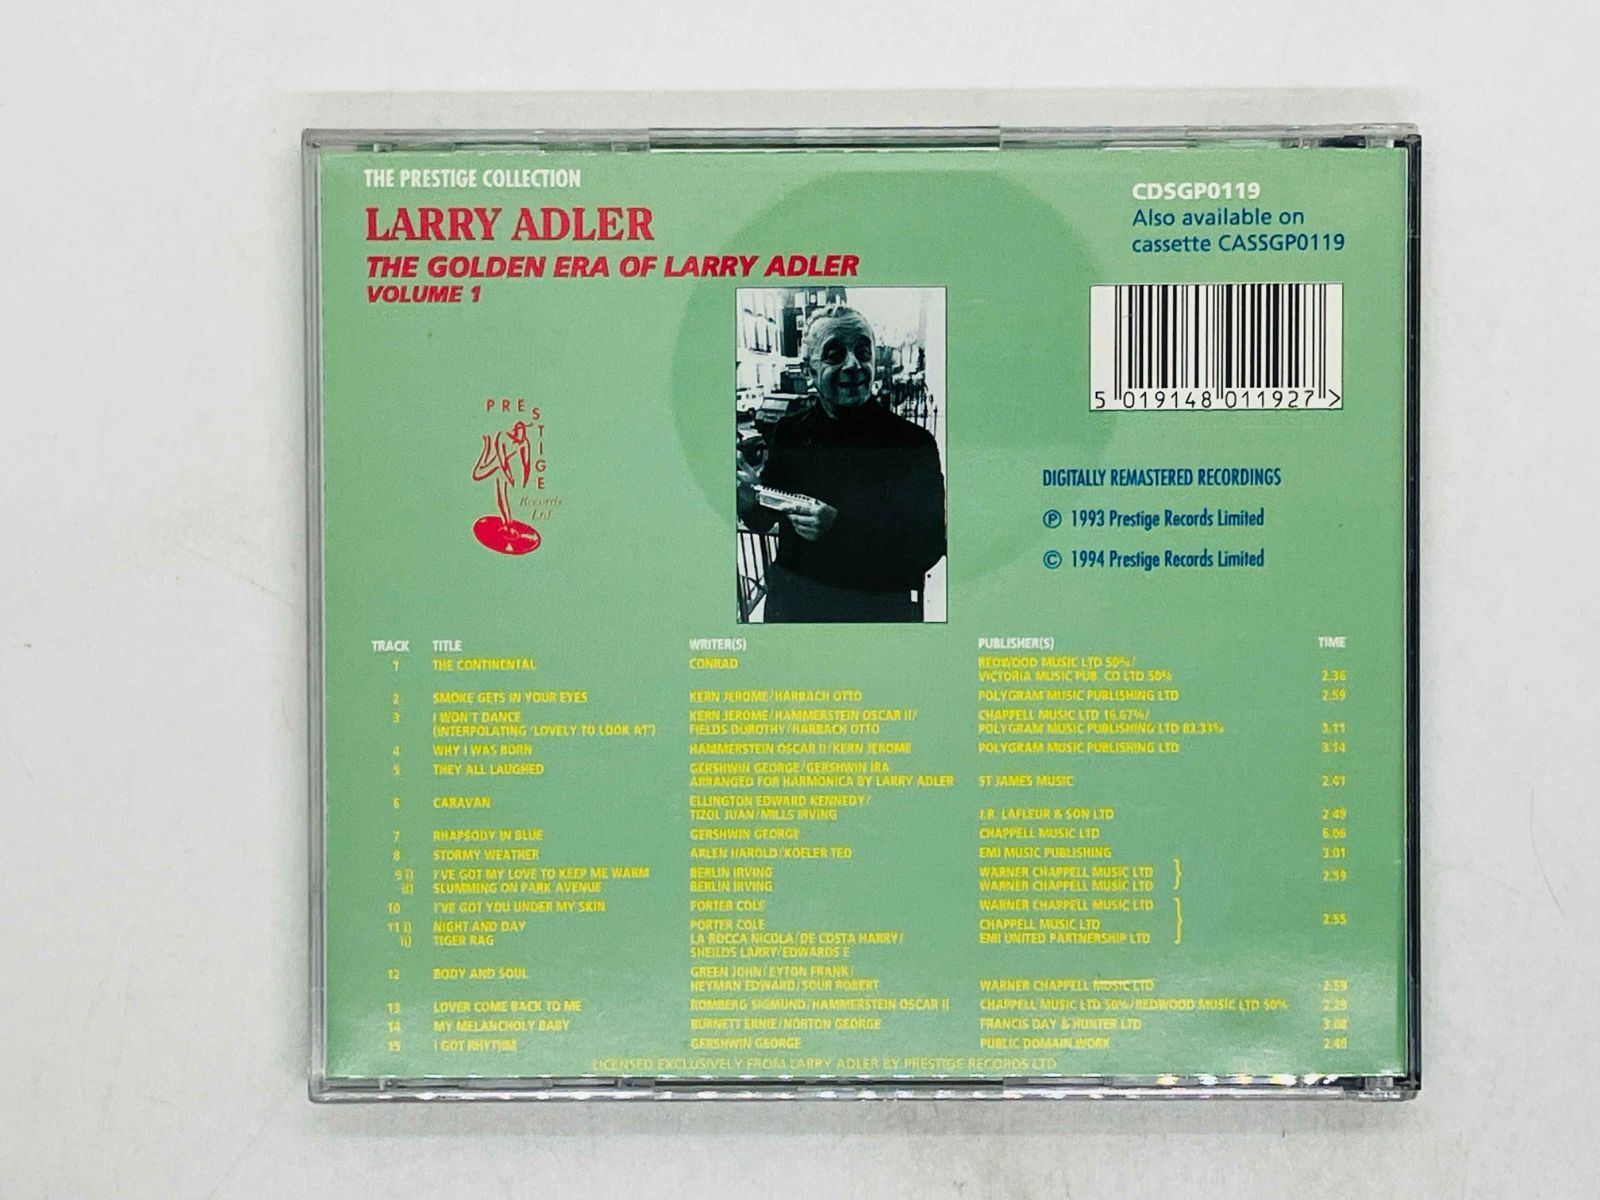 THE PRESTIGE COLLECTION
LARRY ADLER
THE GOLDEN ERA OF LARRY ADLER
VOLUME 1
CDSGP0119
Also available on
cassette CASSGP0119
5 019148 011927 >
PRESTIGE
Records
Ltd
DIGITALLY REMASTERED RECORDINGS
℗ 1993 Prestige Records Limited
© 1994 Prestige Records Limited
TRACK TITLE WRITER(S) PUBLISHER(S) TIME
1 THE CONTINENTAL CONRAD REDWOOD MUSIC LTD 50%/
VICTORIA MUSIC PUB. CO LTD 50% 2.36
2 SMOKE GETS IN YOUR EYES KERN JEROME/HARBACH OTTO POLYGRAM MUSIC PUBLISHING LTD 2.59
3 I WON'T DANCE KERN JEROME/HAMMERSTEIN OSCAR II/ CHAPPELL MUSIC LTD 16.67%/
(INTERPOLATING 'LOVELY TO LOOK AT') FIELDS DOROTHY/HARBACH OTTO POLYGRAM MUSIC PUBLISHING LTD 83.33% 3.11
4 WHY I WAS BORN HAMMERSTEIN OSCAR II/KERN JEROME POLYGRAM MUSIC PUBLISHING LTD 3.14
5 THEY ALL LAUGHED GERSHWIN GEORGE/GERSHWIN IRA
ARRANGED FOR HARMONICA BY LARRY ADLER ST JAMES MUSIC 2.41
6 CARAVAN ELLINGTON EDWARD KENNEDY/
TIZOL JUAN/MILLS IRVING J.R. LAFLEUR & SON LTD 2.49
7 RHAPSODY IN BLUE GERSHWIN GEORGE CHAPPELL MUSIC LTD 6.06
8 STORMY WEATHER ARLEN HAROLD/KOELER TED EMI MUSIC PUBLISHING 3.01
9 i) I'VE GOT MY LOVE TO KEEP ME WARM BERLIN IRVING WARNER CHAPPELL MUSIC LTD
ii) SLUMMING ON PARK AVENUE BERLIN IRVING WARNER CHAPPELL MUSIC LTD 2.59
10 I'VE GOT YOU UNDER MY SKIN PORTER COLE WARNER CHAPPELL MUSIC LTD
11 i) NIGHT AND DAY PORTER COLE CHAPPELL MUSIC LTD 2.55
ii) TIGER RAG LA ROCCA NICOLA/DE COSTA HARRY/ EMI UNITED PARTNERSHIP LTD
SHEILDS LARRY/EDWARDS E
12 BODY AND SOUL GREEN JOHN/EYTON FRANK/
HEYMAN EDWARD/SOUR ROBERT WARNER CHAPPELL MUSIC LTD 2.59
13 LOVER COME BACK TO ME ROMBERG SIGMUND/HAMMERSTEIN OSCAR II CHAPPELL MUSIC LTD 50%/REDWOOD MUSIC LTD 50% 2.29
14 MY MELANCHOLY BABY BURNETT ERNIE/NORTON GEORGE FRANCIS DAY & HUNTER LTD 3.08
15 I GOT RHYTHM GERSHWIN GEORGE PUBLIC DOMAIN WORK 2.49
LICENSED EXCLUSIVELY FROM LARRY ADLER BY PRESTIGE RECORDS LTD